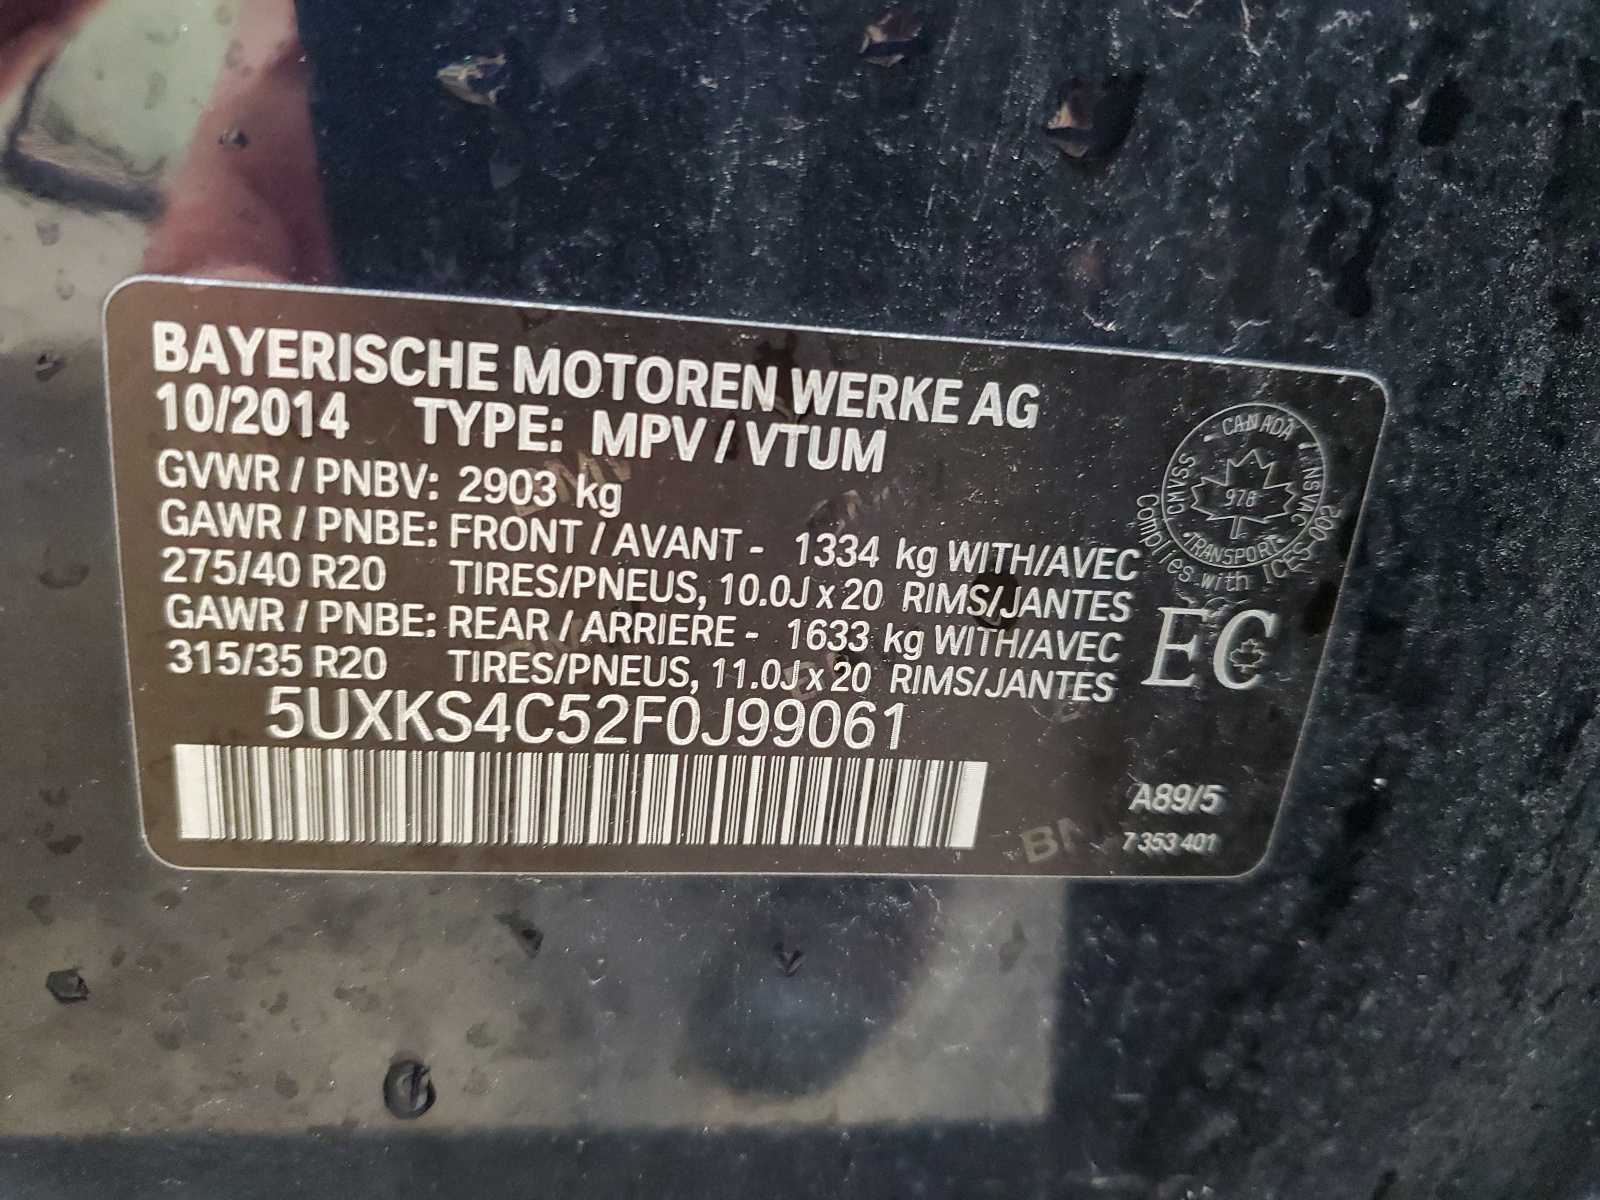 BAYERISCHE MOTOREN WERKE AG
10/2014 TYPE: MPV / VTUM
GVWR / PNBV: 2903 kg
GAWR / PNBE: FRONT / AVANT - 1334 kg WITH/AVEC
275/40 R20 TIRES/PNEUS, 10.0J x 20 RIMS/JANTES
GAWR / PNBE: REAR / ARRIERE - 1633 kg WITH/AVEC
315/35 R20 TIRES/PNEUS, 11.0J x 20 RIMS/JANTES
5UXKS4C52F0J99061
CANADA
CMVSS NSVAC
978
TRANSPORT
Complies with ICES-002
EC
A89/5
7 353 401